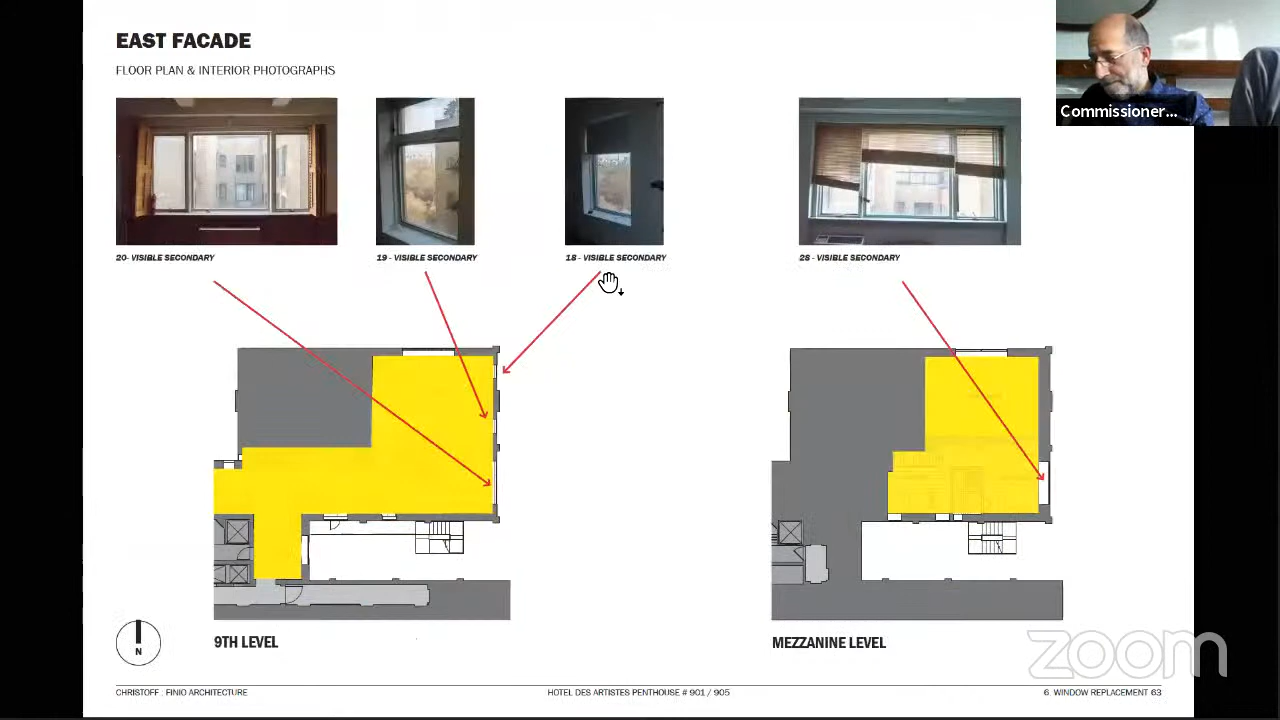 EAST FACADE
FLOOR PLAN & INTERIOR PHOTOGRAPHS
Commissioner...
20- VISIBLE SECONDARY
19 - VISIBLE SECONDARY
18 - VISIBLE SECONDARY
28 - VISIBLE SECONDARY
N
9TH LEVEL
MEZZANINE LEVEL
zoom
CHRISTOFF : FINIO ARCHITECTURE
HOTEL DES ARTISTES PENTHOUSE # 901 / 905
6. WINDOW REPLACEMENT 63